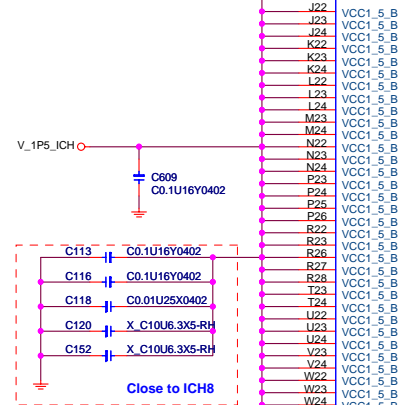 J22 VCC1_5_B
J23 VCC1_5_B
J24 VCC1_5_B
K22 VCC1_5_B
K23 VCC1_5_B
K24 VCC1_5_B
L22 VCC1_5_B
L23 VCC1_5_B
L24 VCC1_5_B
M23 VCC1_5_B
M24 VCC1_5_B
V_1P5_ICH N22 VCC1_5_B
N23 VCC1_5_B
N24 VCC1_5_B
C609 P23 VCC1_5_B
C0.1U16Y0402 P24 VCC1_5_B
P25 VCC1_5_B
P26 VCC1_5_B
R22 VCC1_5_B
R23 VCC1_5_B
C113 C0.1U16Y0402 R26 VCC1_5_B
R27 VCC1_5_B
C116 C0.1U16Y0402 R28 VCC1_5_B
T23 VCC1_5_B
C118 C0.01U25X0402 T24 VCC1_5_B
U22 VCC1_5_B
C120 X_C10U6.3X5-RH U23 VCC1_5_B
U24 VCC1_5_B
C152 X_C10U6.3X5-RH V23 VCC1_5_B
V24 VCC1_5_B
W22 VCC1_5_B
Close to ICH8 W23 VCC1_5_B
W24 VCC1_5_B